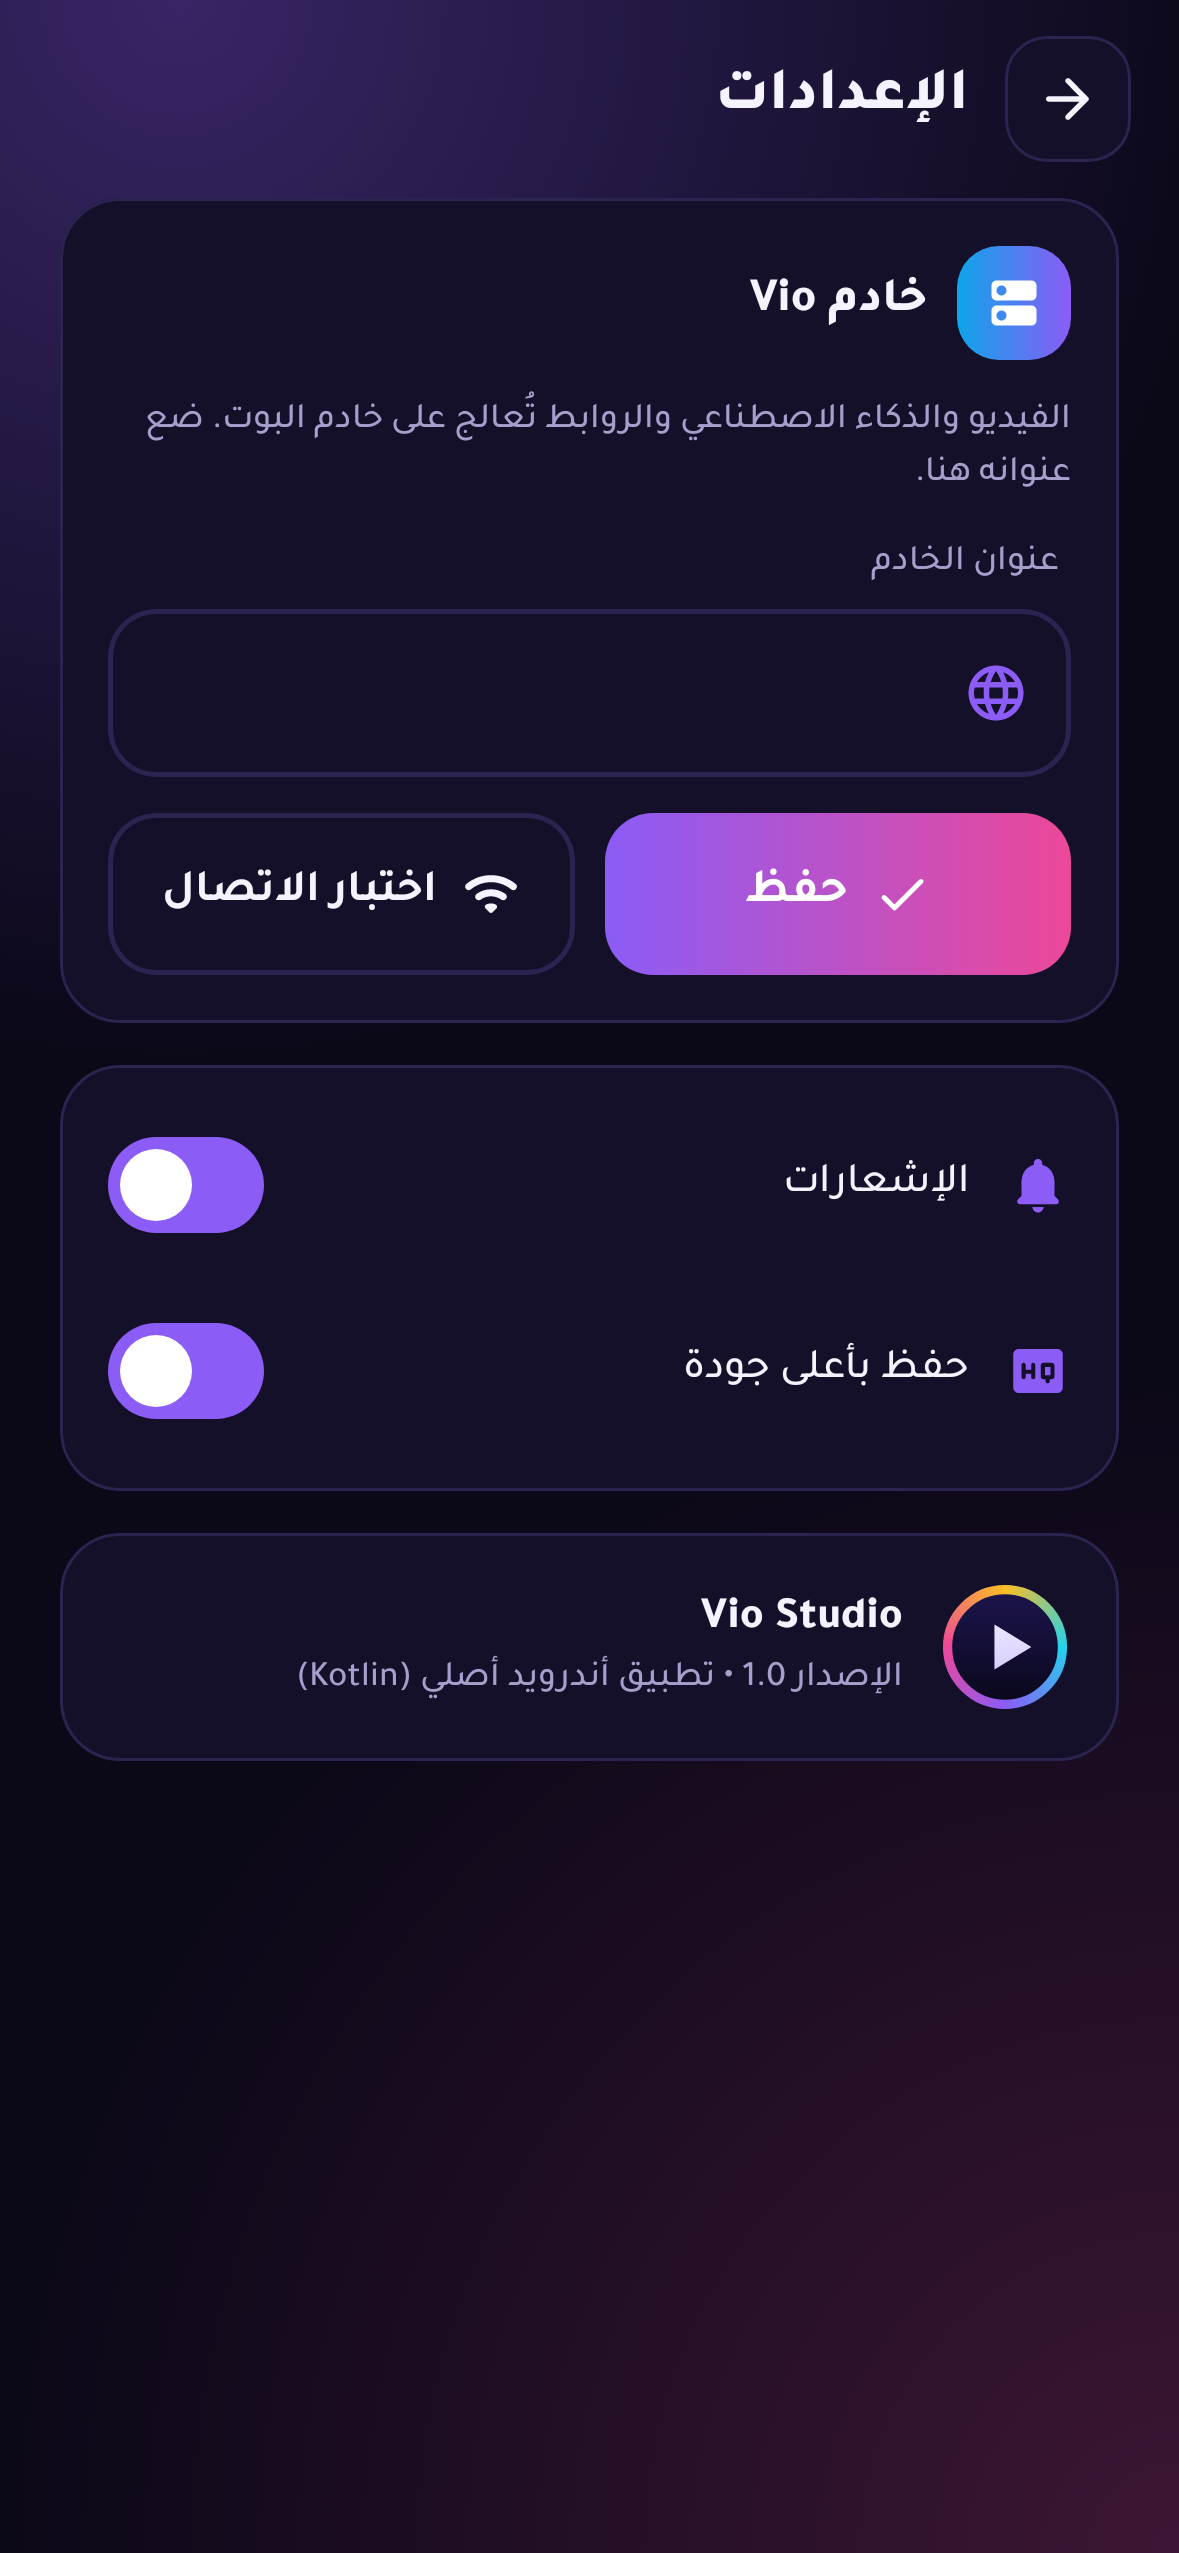 الإعدادات
خادم Vio
الفيديو والذكاء الاصطناعي والروابط تُعالج على خادم البوت. ضع
عنوانه هنا.
عنوان الخادم
حفظ
اختبار الاتصال
الإشعارات
HQ
حفظ بأعلى جودة
Vio Studio
الإصدار 1.0 • تطبيق أندرويد أصلي (Kotlin)